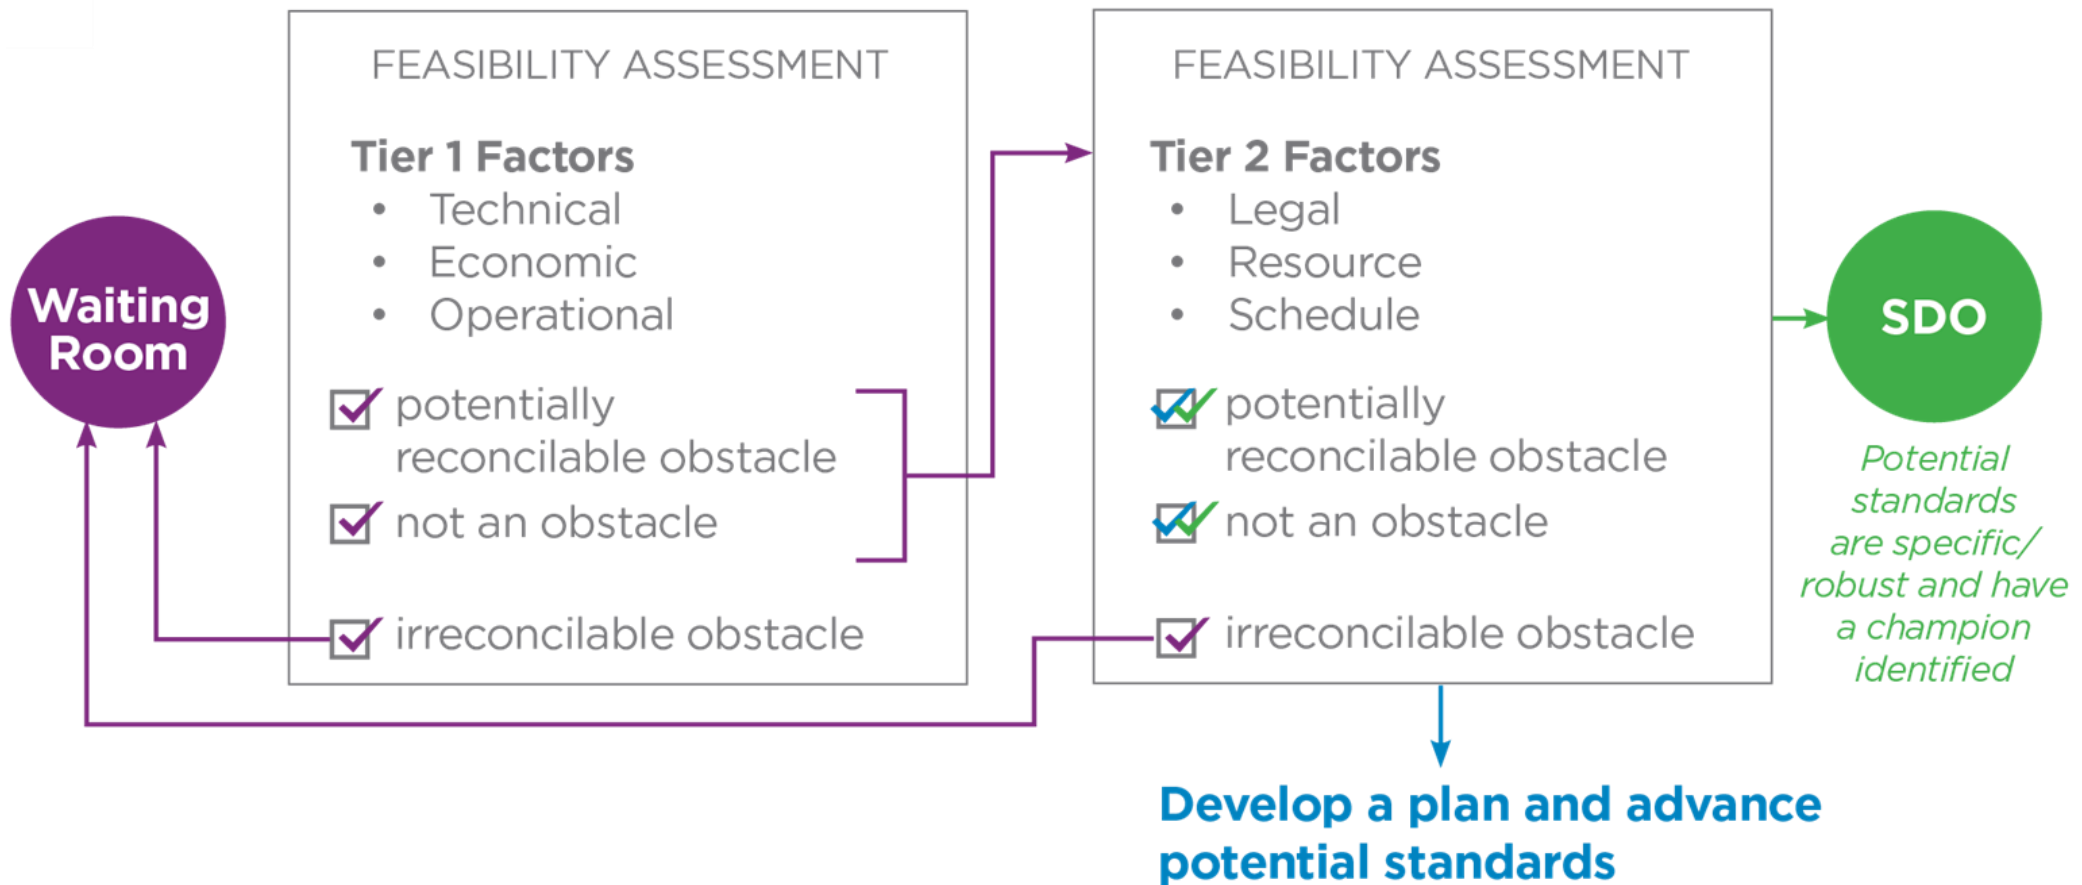 Waiting
Room
FEASIBILITY ASSESSMENT
Tier 1 Factors
• Technical
• Economic
• Operational
potentially
reconcilable obstacle
not an obstacle
irreconcilable obstacle
FEASIBILITY ASSESSMENT
Tier 2 Factors
• Legal
• Resource
• Schedule
potentially
reconcilable obstacle
not an obstacle
irreconcilable obstacle
SDO
Potential
standards
are specific/
robust and have
a champion
identified
Develop a plan and advance
potential standards